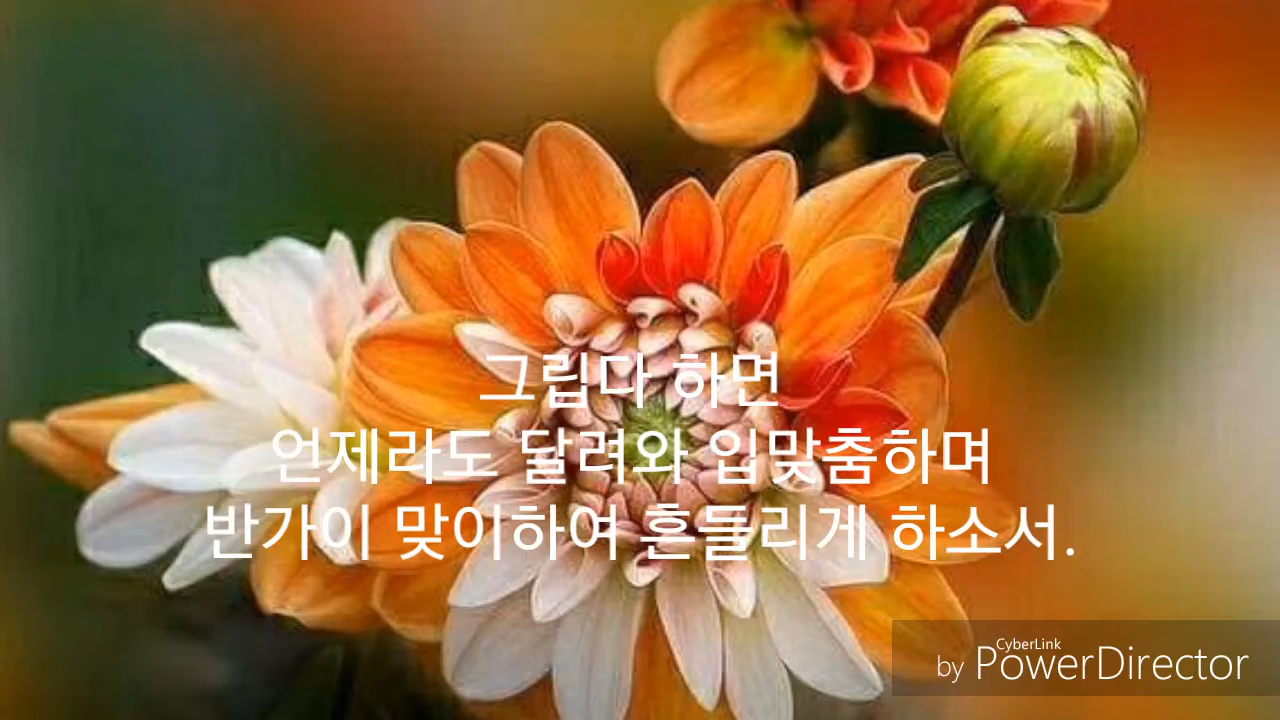 그립다 하면
언제라도 달려와 입맞춤하며
반가이 맞이하여 흔들리게 하소서.
CyberLink
by PowerDirector